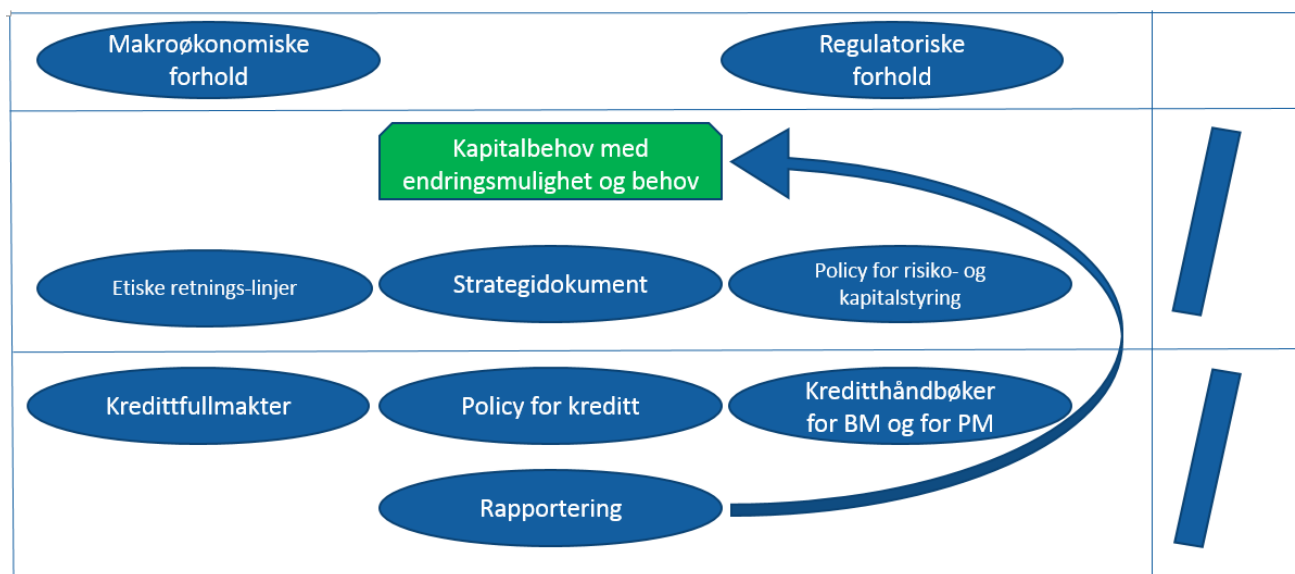 Makroøkonomiske
forhold
Regulatoriske
forhold
Kapitalbehov med
endringsmulighet og behov
Etiske retnings-linjer
Strategidokument
Policy for risiko- og
kapitalstyring
Kredittfullmakter
Policy for kreditt
Kreditthåndbøker
for BM og for PM
Rapportering